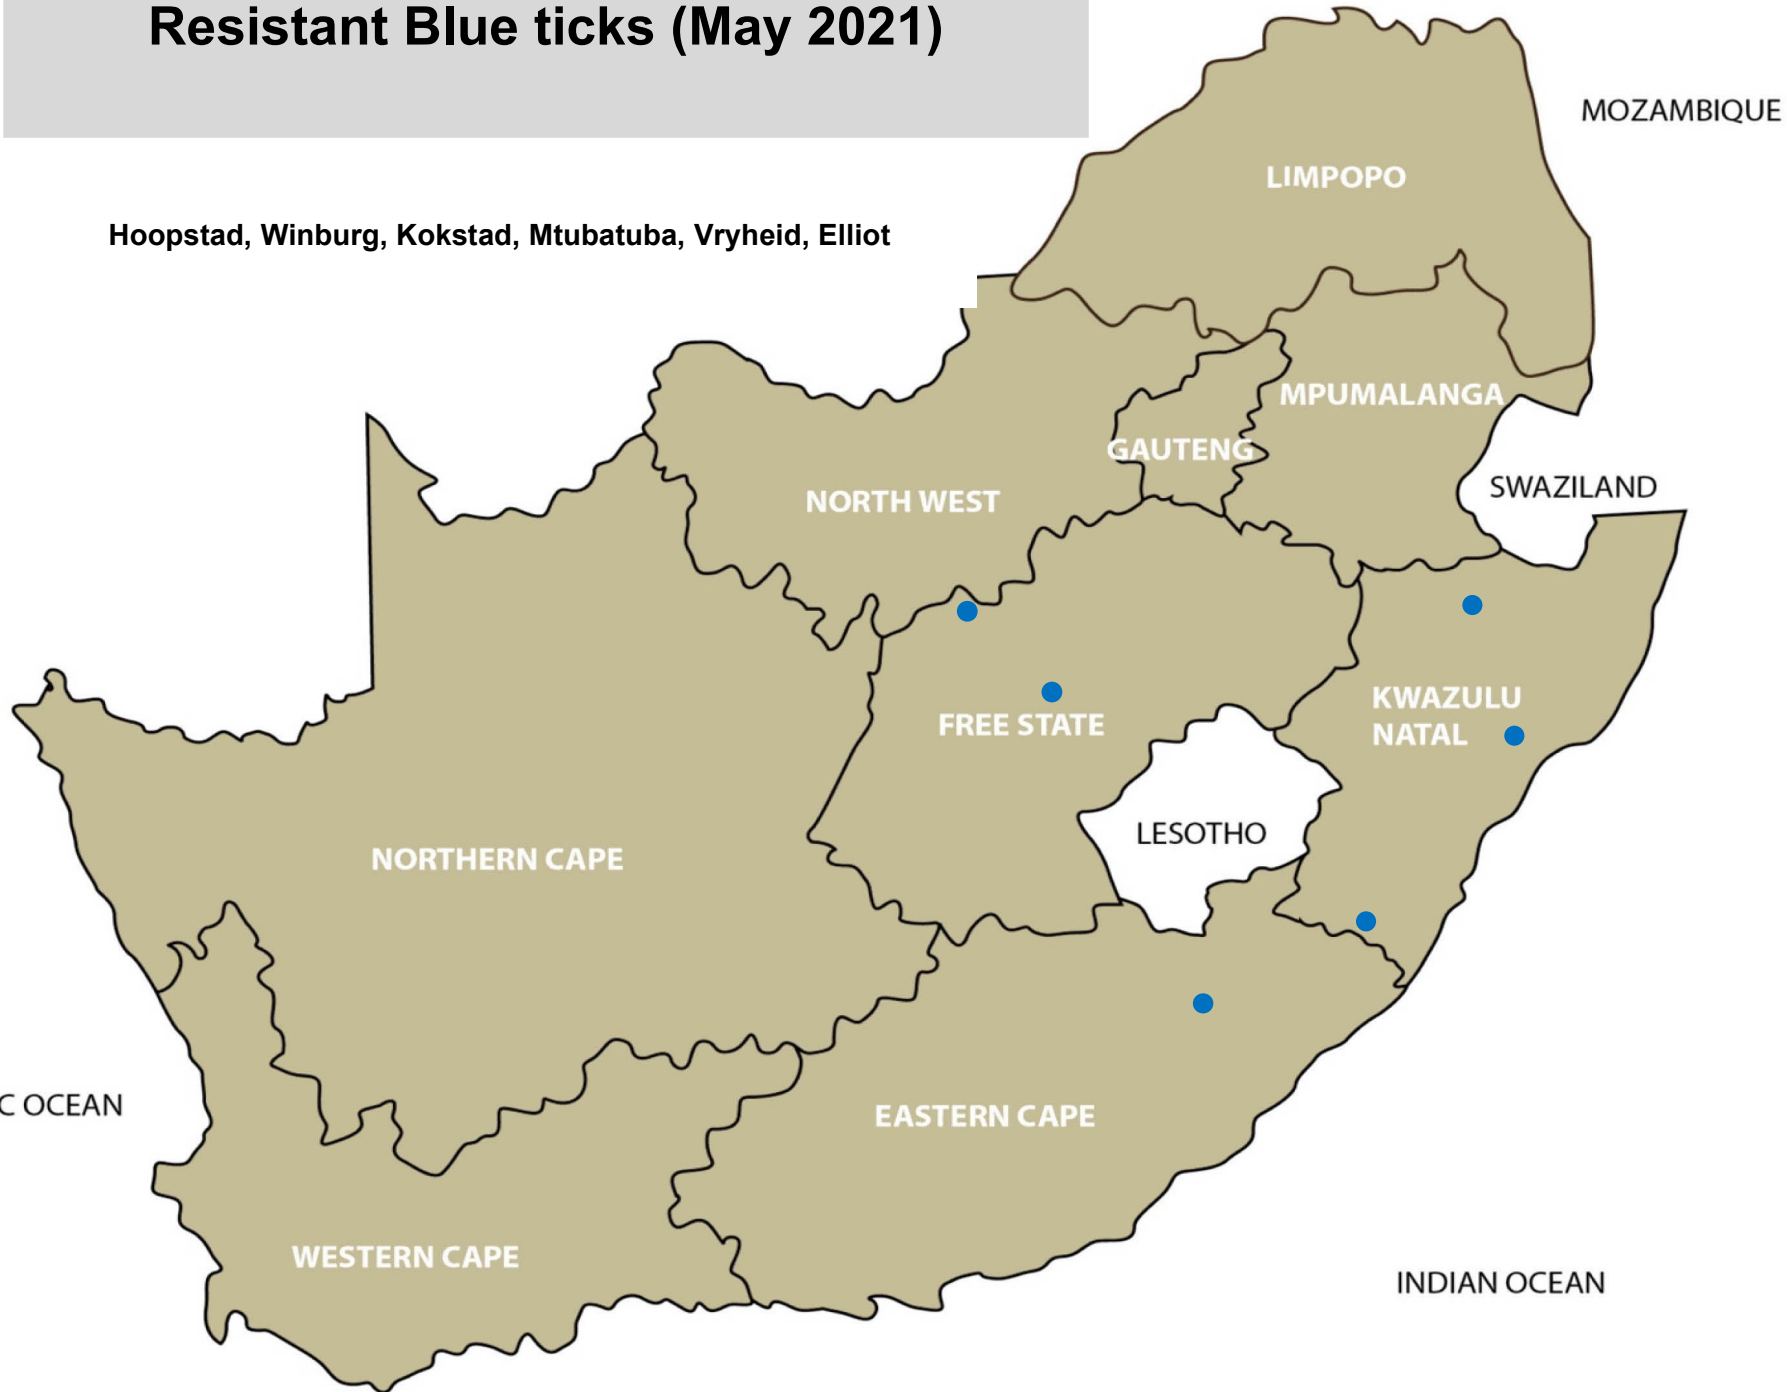 Resistant Blue ticks (May 2021)
MOZAMBIQUE
LIMPOPO
Hoopstad, Winburg, Kokstad, Mtubatuba, Vryheid, Elliot
MPUMALANGA
GAUTENG
SWAZILAND
NORTH WEST
KWAZULU
NATAL
FREE STATE
LESOTHO
NORTHERN CAPE
C OCEAN
EASTERN CAPE
WESTERN CAPE
INDIAN OCEAN